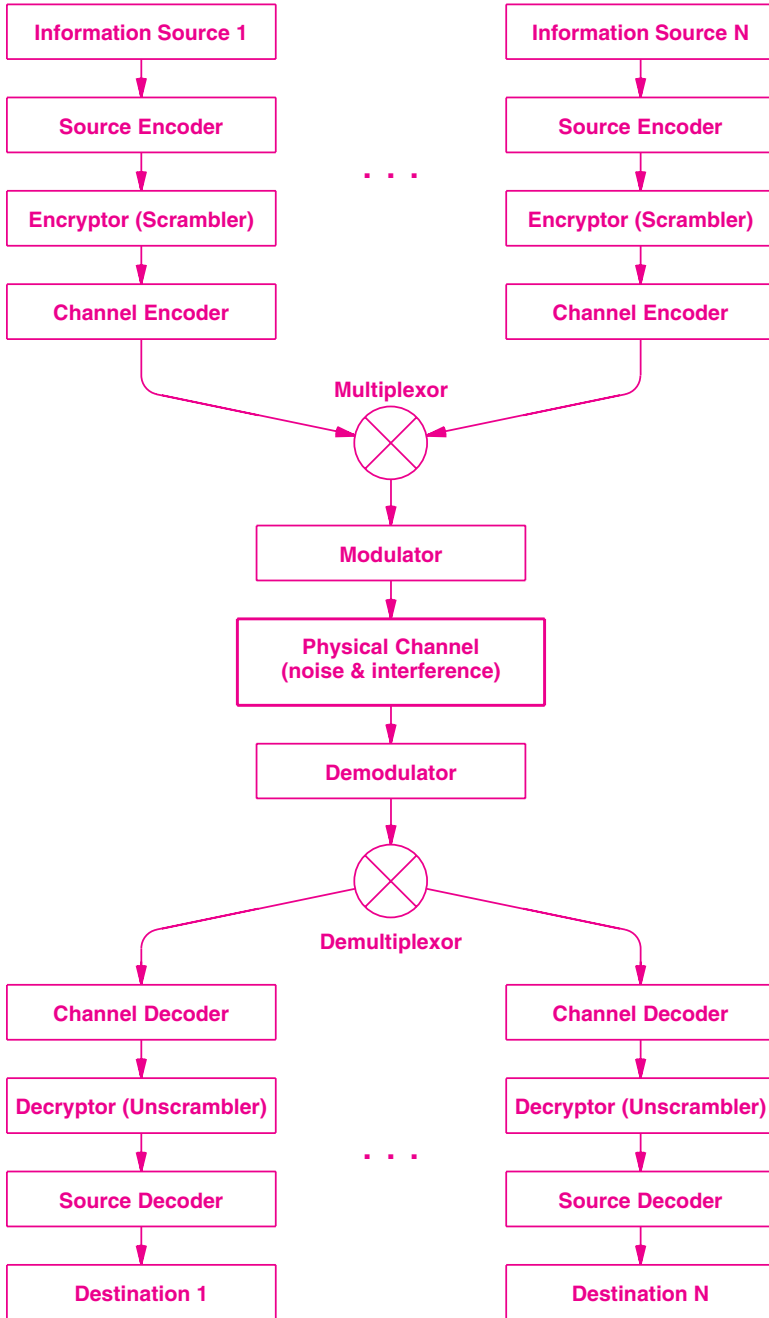 Information Source 1
Information Source N
Source Encoder
Source Encoder
. . .
Encryptor (Scrambler)
Encryptor (Scrambler)
Channel Encoder
Channel Encoder
Multiplexor
Modulator
Physical Channel
(noise & interference)
Demodulator
Demultiplexor
Channel Decoder
Channel Decoder
Decryptor (Unscrambler)
Decryptor (Unscrambler)
. . .
Source Decoder
Source Decoder
Destination 1
Destination N